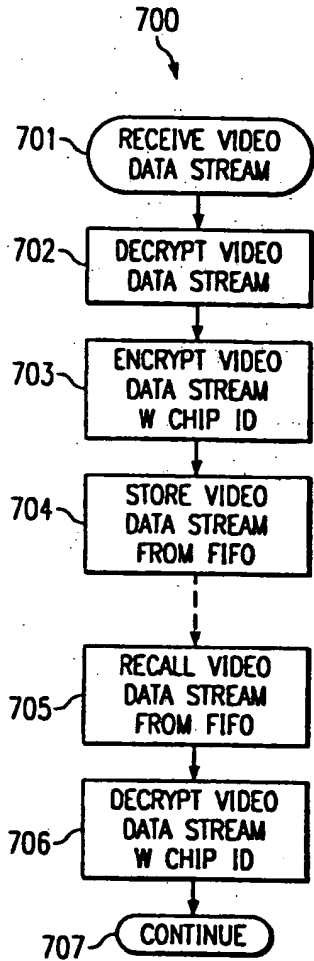 700
701
RECEIVE VIDEO
DATA STREAM
702
DECRYPT VIDEO
DATA STREAM
703
ENCRYPT VIDEO
DATA STREAM
W CHIP ID
704
STORE VIDEO
DATA STREAM
FROM FIFO
705
RECALL VIDEO
DATA STREAM
FROM FIFO
706
DECRYPT VIDEO
DATA STREAM
W CHIP ID
707
CONTINUE